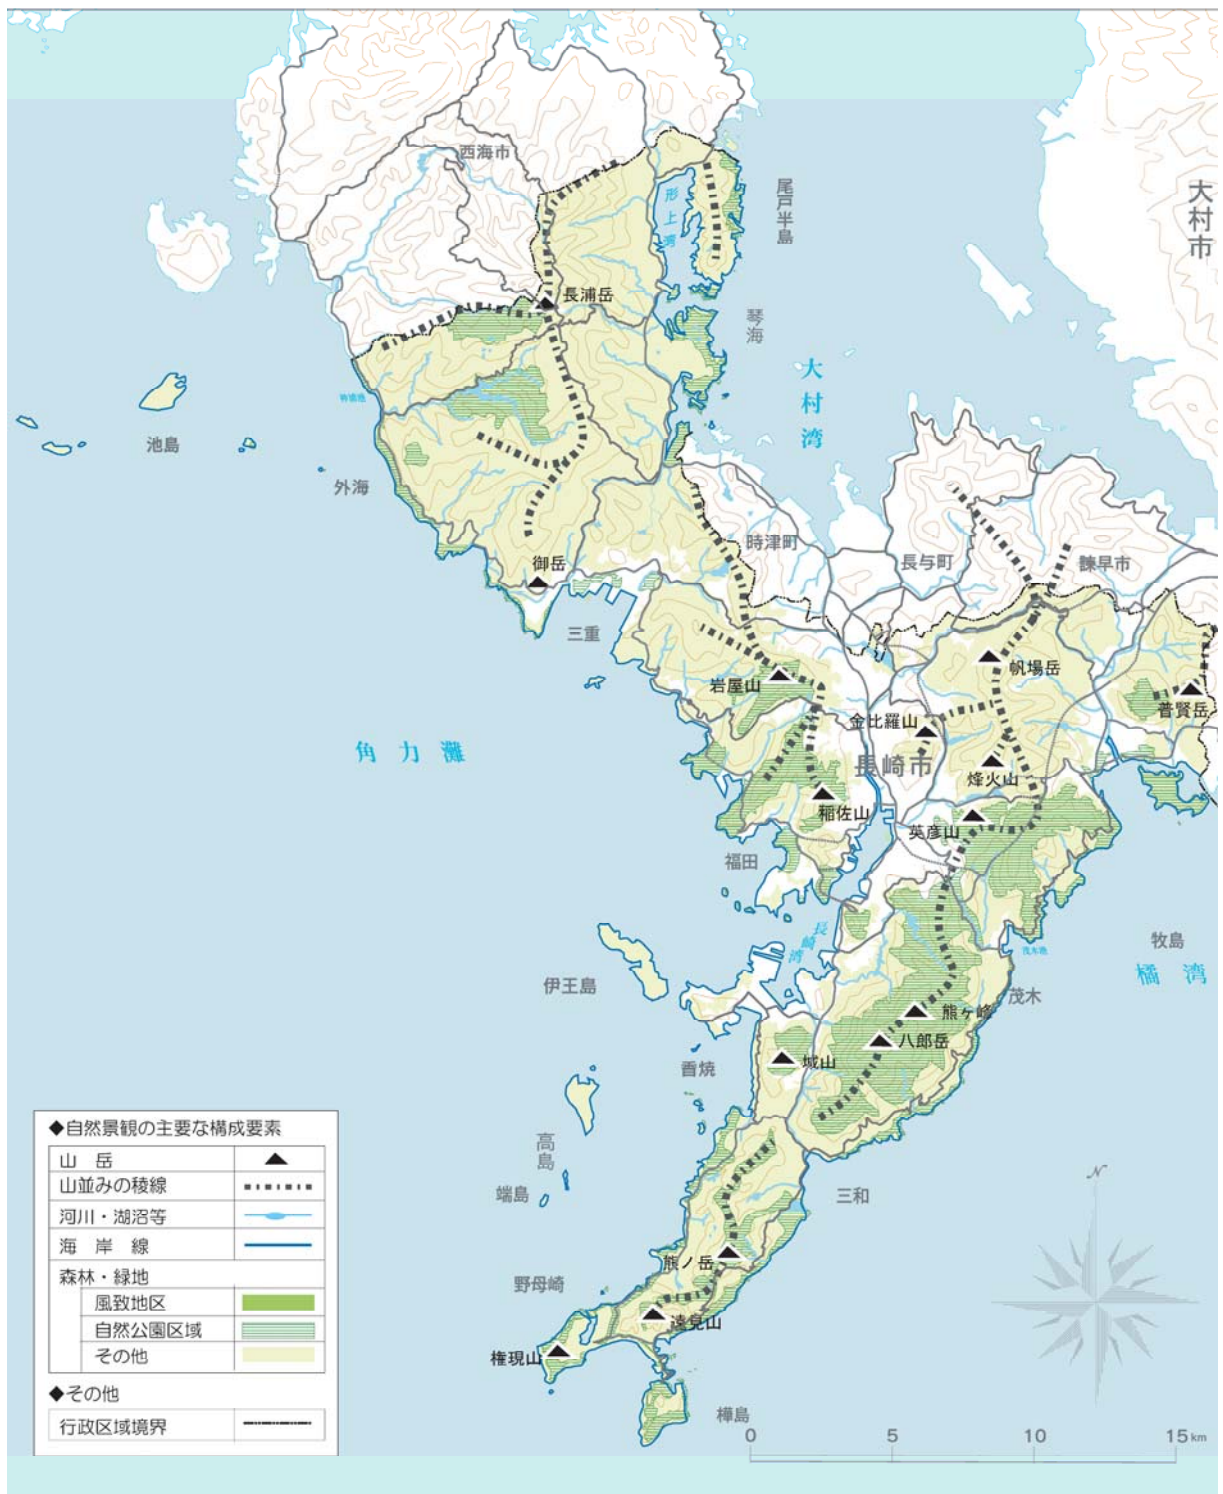 西海市
尾戸半島
大村市
形上湾
長浦岳
琴海
大村湾
池島
外海
時津町
長与町
諫早市
御岳
三重
帆場岳
岩屋山
普賢岳
金比羅山
角力灘
長崎市
烽火山
稲佐山
英彦山
福田
長崎湾
牧島
茂木港
橘湾
伊王島
茂木
熊ヶ峰
八郎岳
城山
香焼
高島
端島
三和
熊ノ岳
野母崎
遠見山
権現山
樺島
N
0 5 10 15km
◆自然景観の主要な構成要素
山 岳
山並みの稜線
河川・湖沼等
海 岸 線
森林・緑地
風致地区
自然公園区域
その他
◆その他
行政区域境界